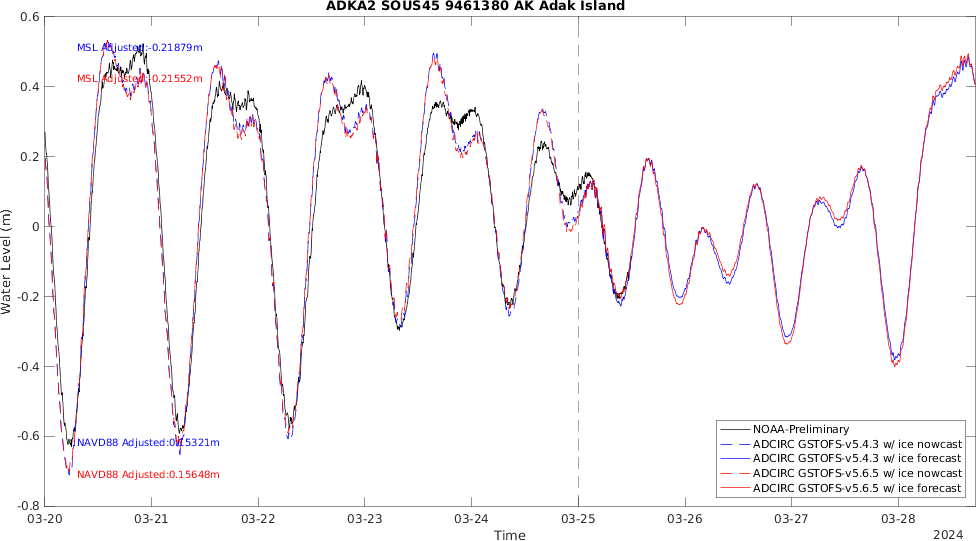 ADKA2 SOUS45 9461380 AK Adak Island
0.6
0.4
0.2
0
-0.2
-0.4
-0.6
-0.8
Water Level (m)
MSL Adjusted:-0.21879m
MSL Adjusted:-0.21552m
NAVD88 Adjusted:0.15321m
NAVD88 Adjusted:0.15648m
NOAA-Preliminary
ADCIRC GSTOFS-v5.4.3 w/ ice nowcast
ADCIRC GSTOFS-v5.4.3 w/ ice forecast
ADCIRC GSTOFS-v5.6.5 w/ ice nowcast
ADCIRC GSTOFS-v5.6.5 w/ ice forecast
03-20 03-21 03-22 03-23 03-24 03-25 03-26 03-27 03-28
Time
2024